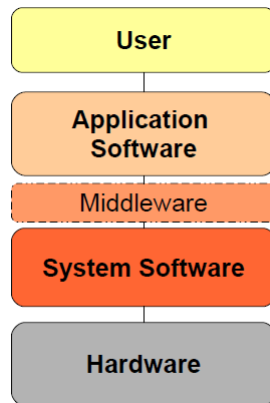 User
Application
Software
Middleware
System Software
Hardware